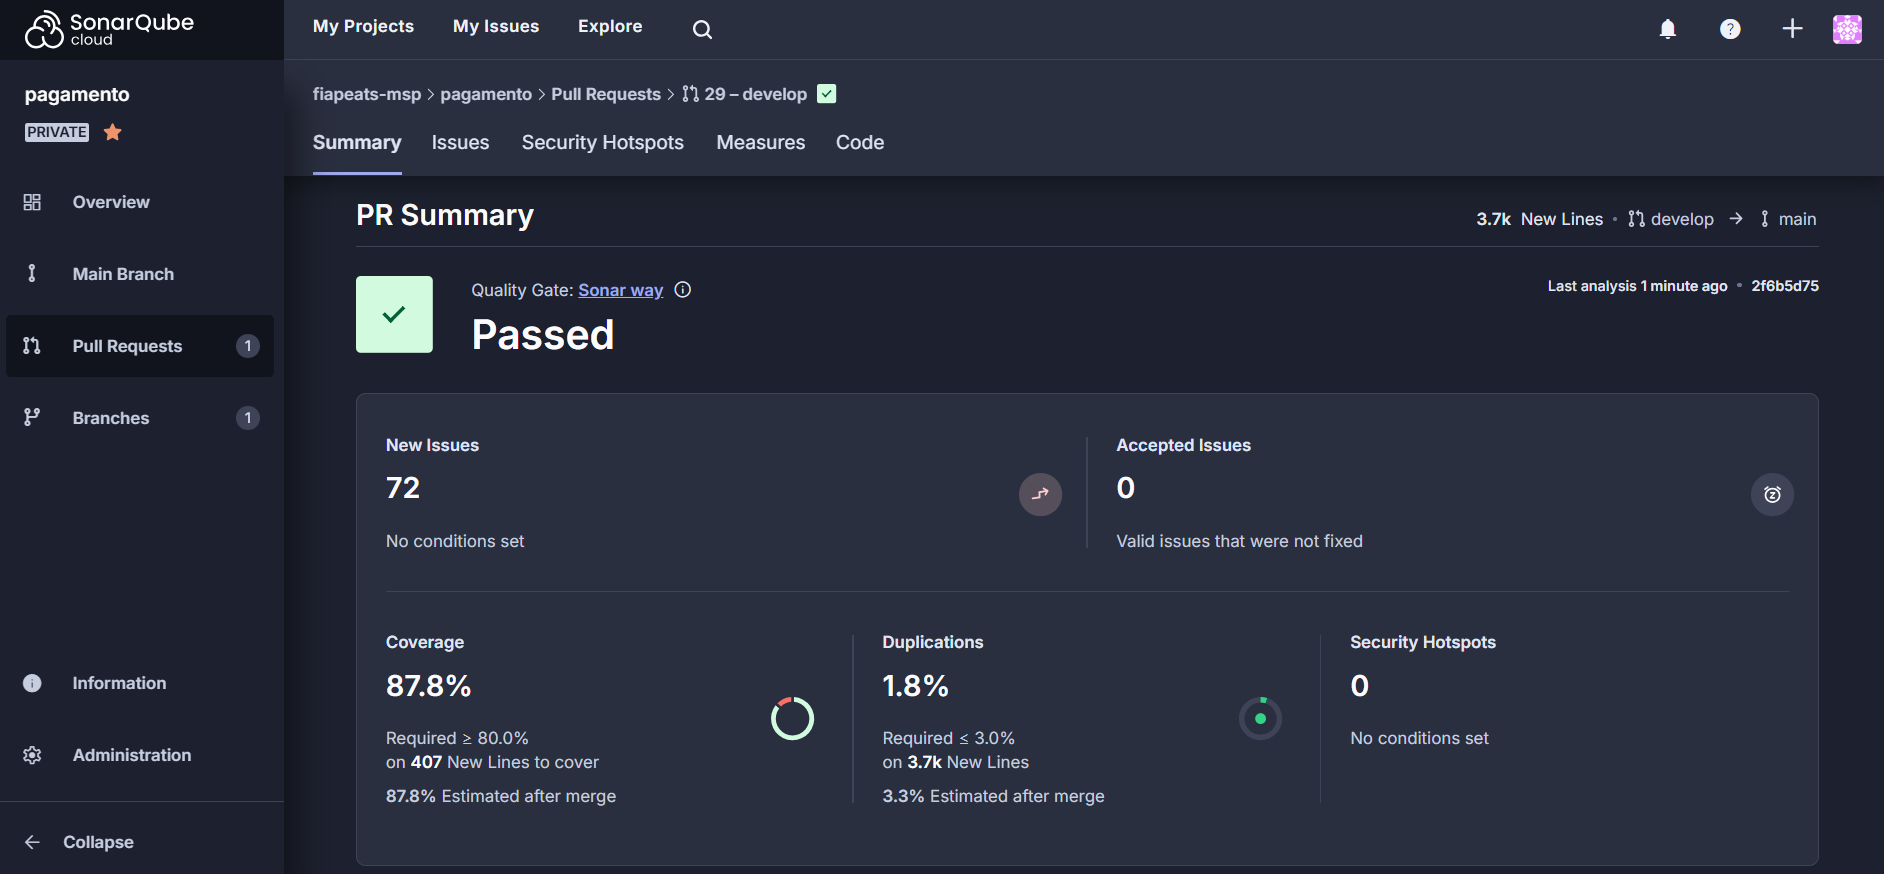 SonarQube
cloud
My Projects
My Issues
Explore
pagamento
PRIVATE
Overview
Main Branch
Pull Requests
1
Branches
1
Information
Administration
Collapse
fiapeats-msp > pagamento > Pull Requests > 29 – develop
Summary
Issues
Security Hotspots
Measures
Code
PR Summary
3.7k New Lines • develop → main
Quality Gate: Sonar way
Passed
Last analysis 1 minute ago • 2f6b5d75
New Issues
72
No conditions set
Accepted Issues
0
Valid issues that were not fixed
Coverage
87.8%
Required ≥ 80.0%
on 407 New Lines to cover
87.8% Estimated after merge
Duplications
1.8%
Required ≤ 3.0%
on 3.7k New Lines
3.3% Estimated after merge
Security Hotspots
0
No conditions set